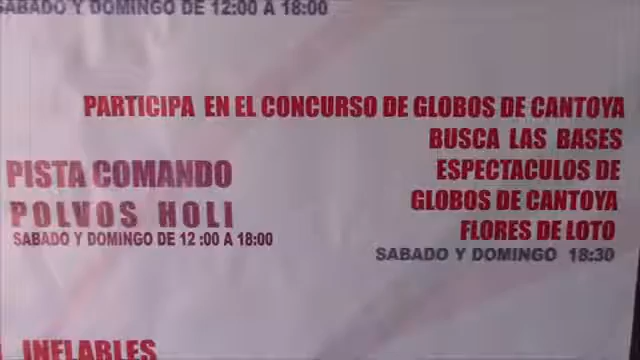 SABADO Y DOMINGO DE 12:00 A 18:00
PARTICIPA EN EL CONCURSO DE GLOBOS DE CANTOYA
BUSCA LAS BASES
ESPECTACULOS DE
GLOBOS DE CANTOYA
FLORES DE LOTO
SABADO Y DOMINGO 18:30
PISTA COMANDO
POLVOS HOLI
SABADO Y DOMINGO DE 12 :00 A 18:00
INFLABLES